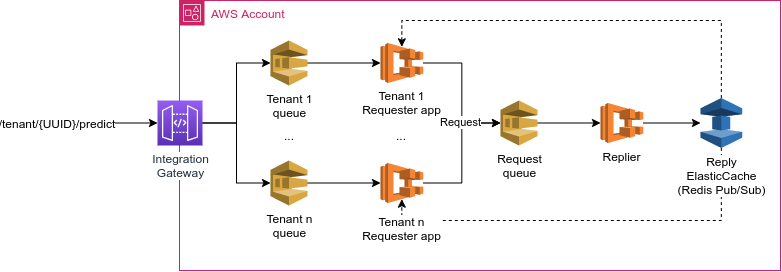 AWS Account
/tenant/{UUID}/predict
Integration
Gateway
Tenant 1
queue
...
Tenant n
queue
Tenant 1
Requester app
...
Tenant n
Requester app
Request
Request
queue
Replier
Reply
ElasticCache
(Redis Pub/Sub)